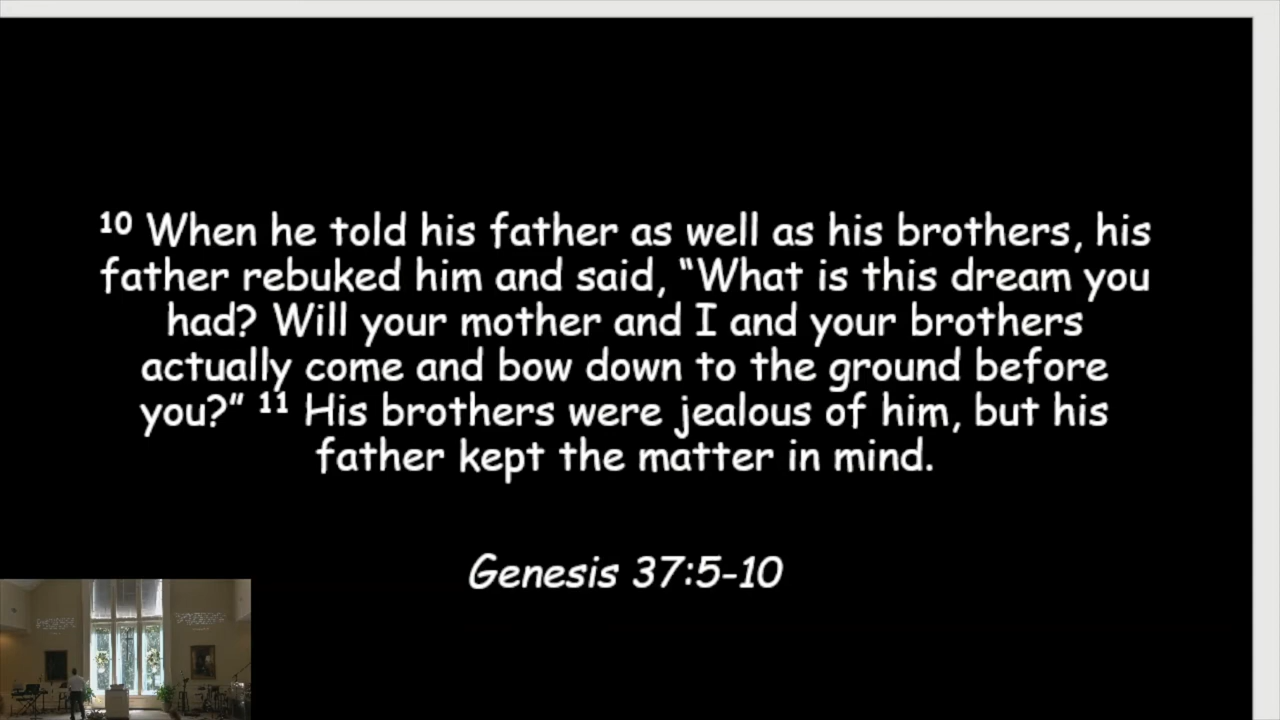 10 When he told his father as well as his brothers, his
father rebuked him and said, “What is this dream you
had? Will your mother and I and your brothers
actually come and bow down to the ground before
you?” 11 His brothers were jealous of him, but his
father kept the matter in mind.
Genesis 37:5-10